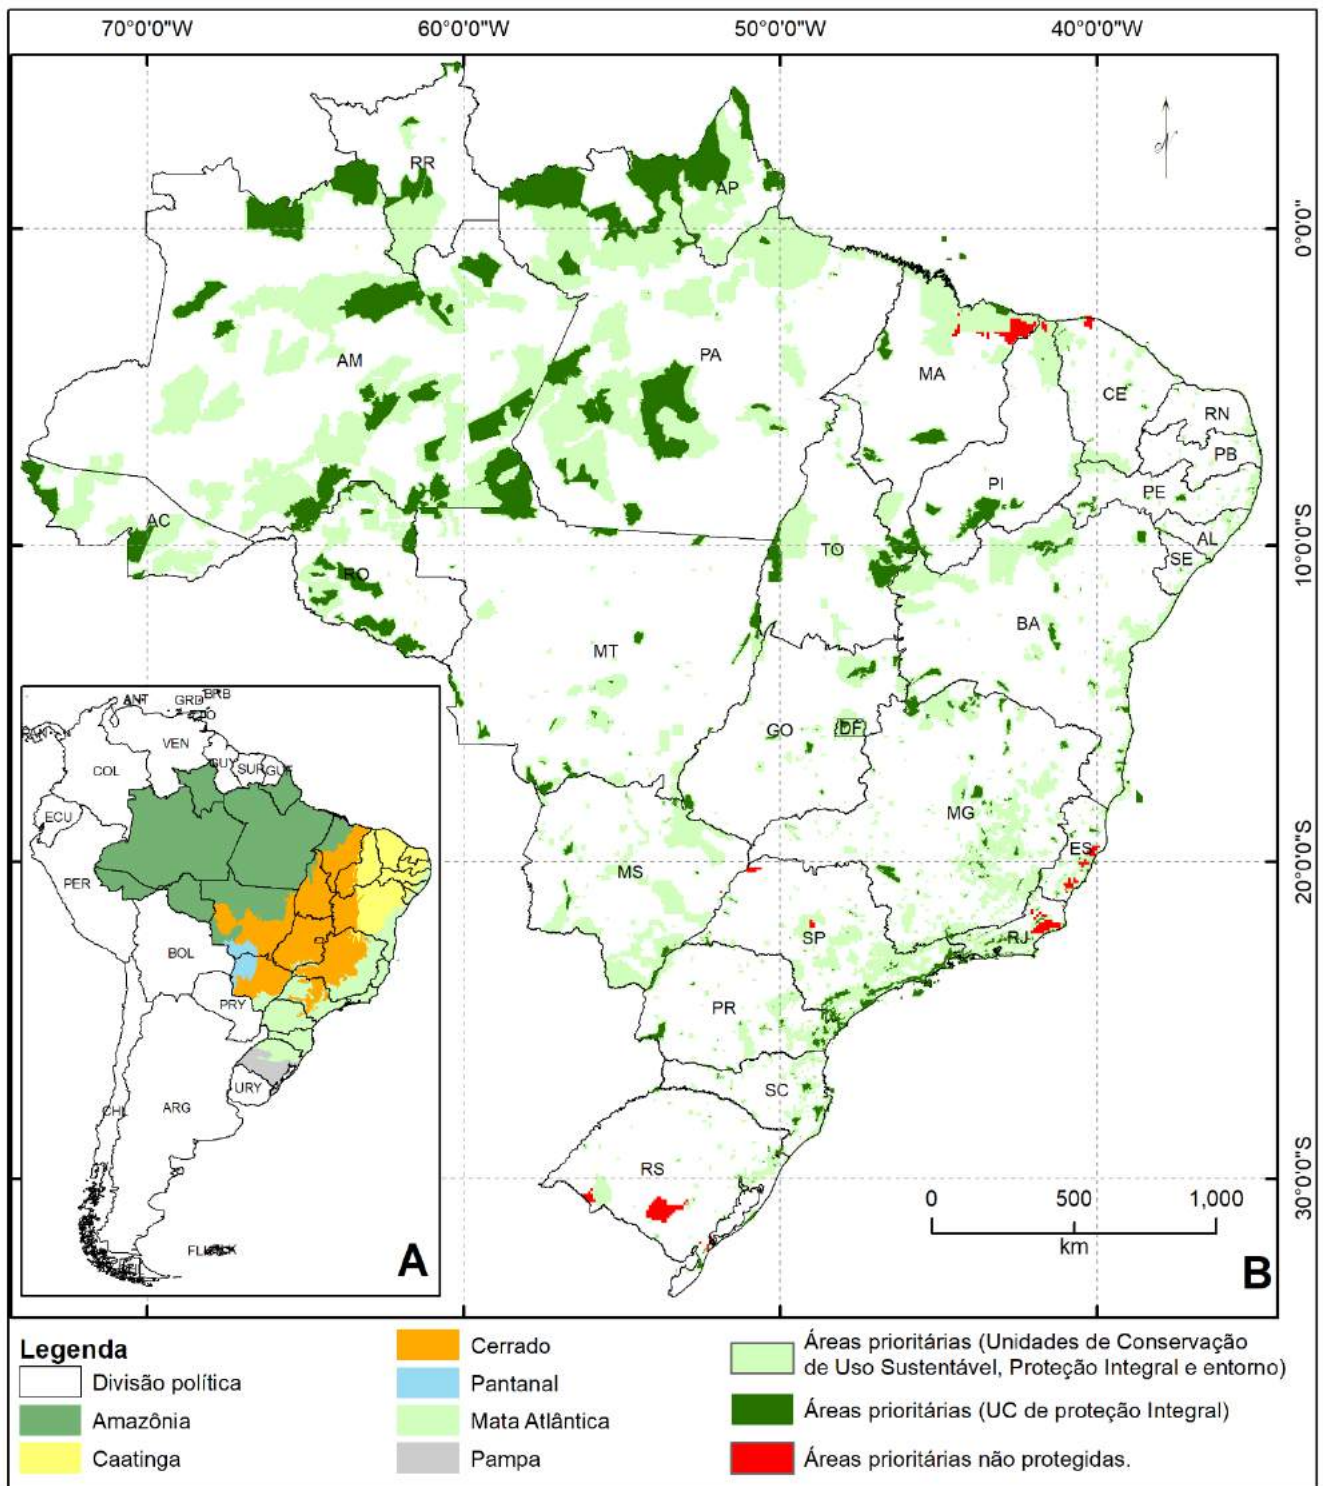 70°0'0"W
60°0'0"W
50°0'0"W
40°0'0"W
N
RR
AP
0°0'0"
AM
PA
MA
CE
RN
PB
PI
PE
AC
AL
10°0'0"S
TO
SE
RO
BA
MT
GO
DF
MG
ES
20°0'0"S
MS
SP
RJ
PR
SC
RS
30°0'0"S
0
500
1,000
km
B
ANT
GRD
BRB
VEN
GUY
SUR
GUF
COL
ECU
PER
BOL
PRY
CHL
ARG
URY
A
Legenda
Divisão política
Amazônia
Caatinga
Cerrado
Pantanal
Mata Atlântica
Pampa
Áreas prioritárias (Unidades de Conservação
de Uso Sustentável, Proteção Integral e entorno)
Áreas prioritárias (UC de proteção Integral)
Áreas prioritárias não protegidas.